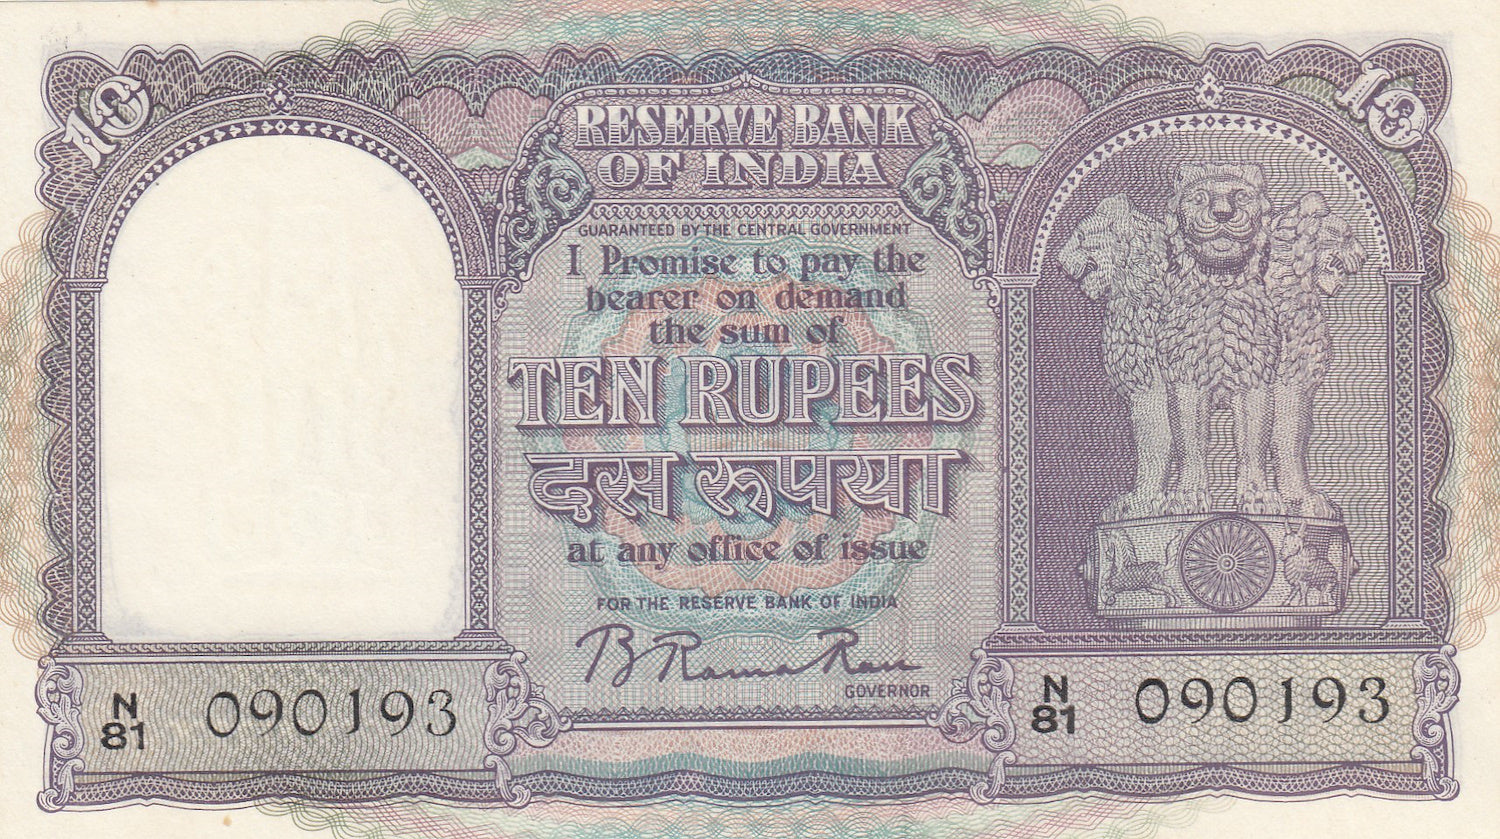 10
10
RESERVE BANK
OF INDIA
GUARANTEED BY THE CENTRAL GOVERNMENT
I Promise to pay the
bearer on demand
the sum of
TEN RUPEES
दस रूपया
at any office of issue
FOR THE RESERVE BANK OF INDIA
B Rama Rau
GOVERNOR
N
81
090193
N
81
090193